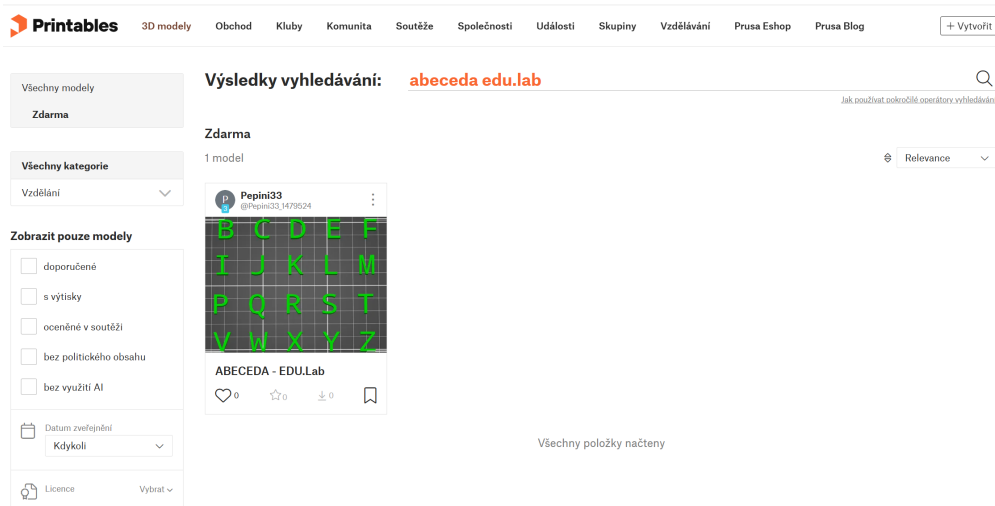 Printables
3D modely
Obchod
Kluby
Komunita
Soutěže
Společnosti
Události
Skupiny
Vzdělávání
Prusa Eshop
Prusa Blog
+ Vytvořit
Všechny modely
Zdarma
Všechny kategorie
Vzdělání
Zobrazit pouze modely
doporučené
s výtisky
oceněné v soutěži
bez politického obsahu
bez využití AI
Datum zveřejnění
Kdykoli
Licence
Vybrat
Výsledky vyhledávání: abeceda edu.lab
Jak používat pokročilé operátory vyhledávání
Zdarma
1 model
Relevance
P
Pepini33
@Pepini33_1479524
B C D E F
I J K L M
P Q R S T
V W X Y Z
ABECEDA - EDU.Lab
0
0
0
Všechny položky načteny